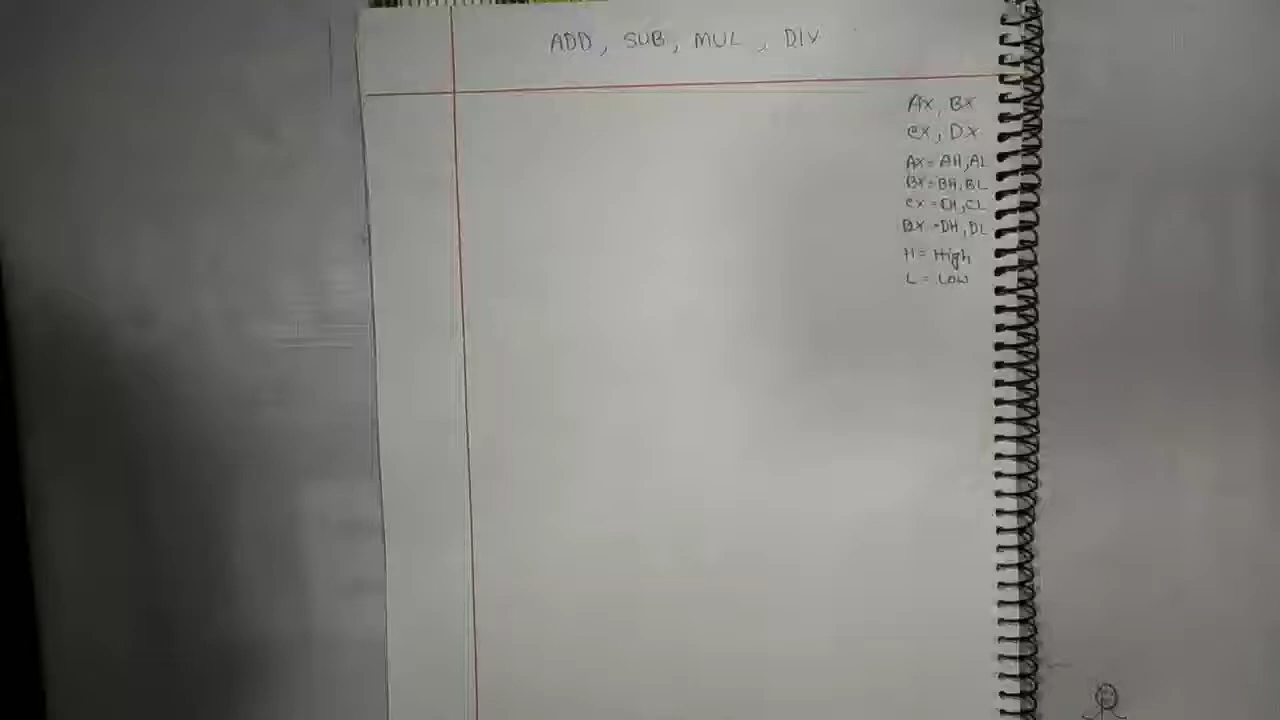 ADD, SUB, MUL, DIV
AX, BX
CX, DX
AX = AH, AL
BX = BH, BL
CX = CH, CL
DX = DH, DL
H = High
L = Low